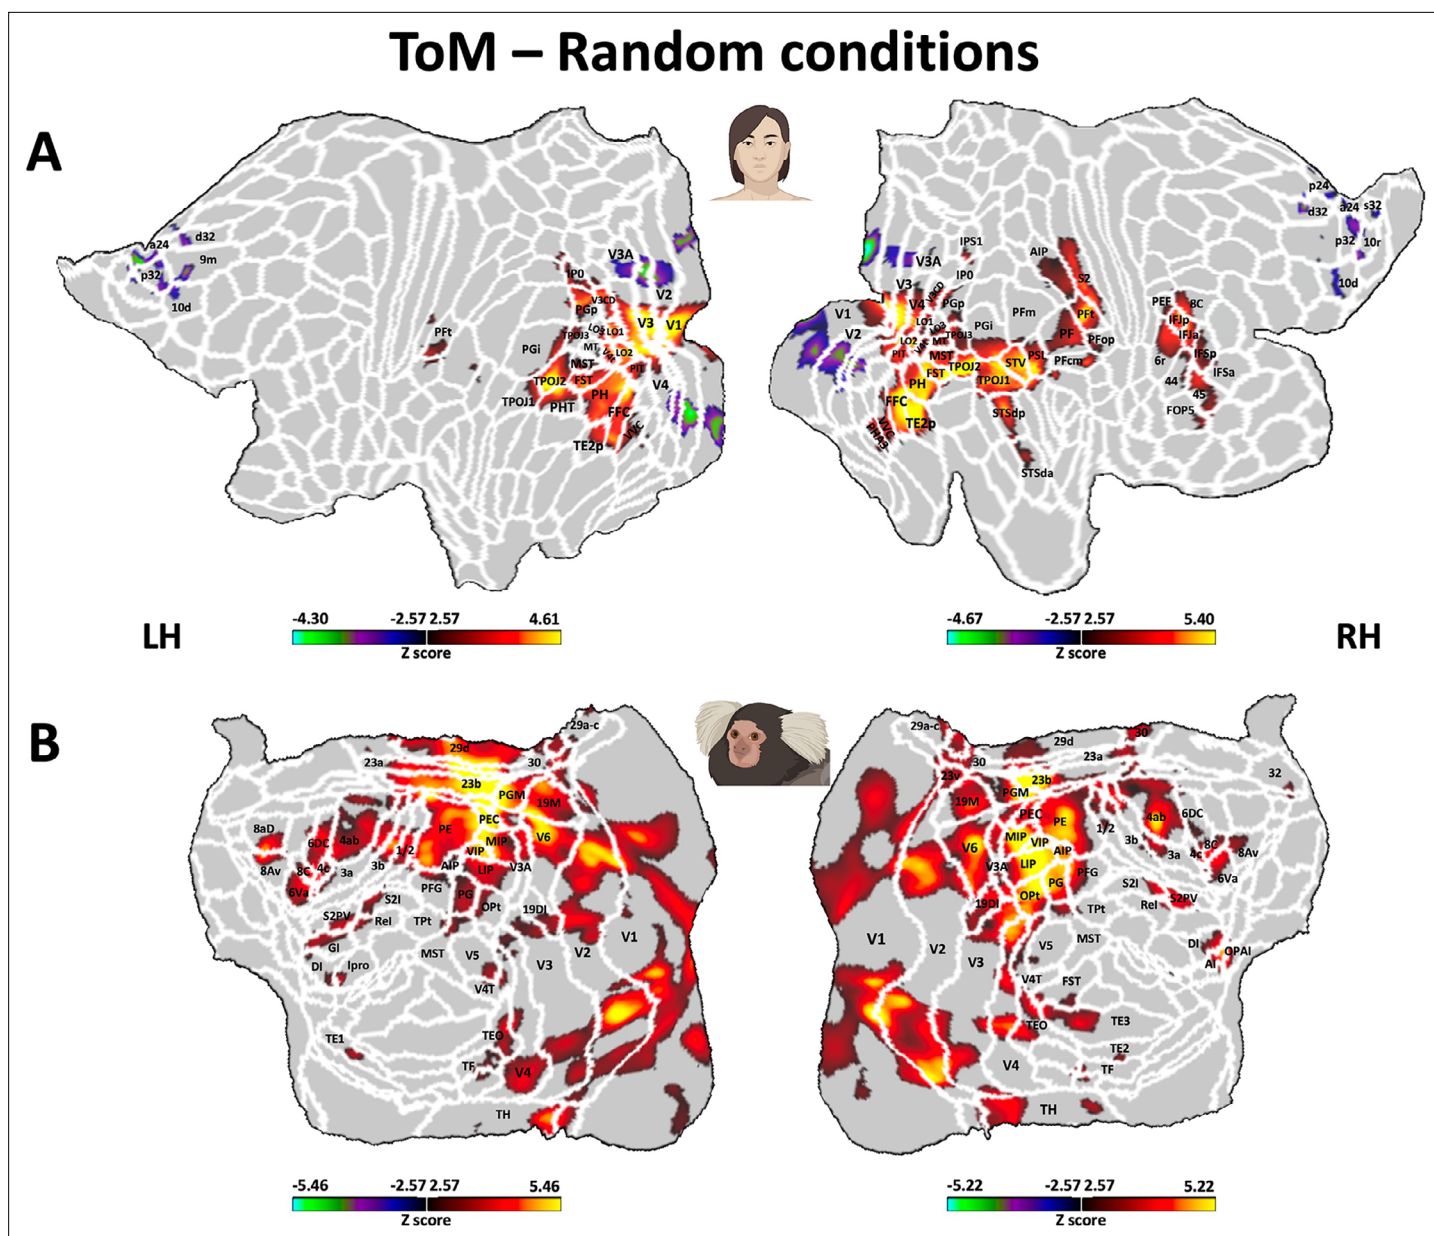 ToM – Random conditions
A
a24
d32
9m
p32
10d
PFt
V3A
IP0
V2
V3CD
PGp
V3
V1
TPOJ3
LO1
MT
PGi
LO2
V4t
MST
PIT
TPOJ2
FST
V4
TPOJ1
PHT
PH
FFC
VVC
TE2p
p24
d32
a24
s32
p32
10r
10d
IPS1
AIP
V3A
IP0
S2
V3
V3CD
V1
V4
PGp
PFm
PFt
V2
LO1
LO3
PGi
PF
PFop
LO2
MT
TPOJ3
PIT
V4t
MST
PSL
PFcm
FST
TPOJ2
STV
PH
TPOJ1
FFC
STSdp
TE2p
VVC
PHA3
STSda
PEF
8C
IFJp
IFJa
6r
IFSp
44
IFSa
45
FOP5
LH
-4.30
-2.57
2.57
4.61
Z score
-4.67
-2.57
2.57
5.40
Z score
RH
B
29a-c
29d
23a
30
23b
PGM
19M
8aD
6DC
4ab
PE
PEC
V6
1/2
MIP
VIP
8Av
8C
4c
3a
3b
AIP
LIP
V3A
6Va
PFG
PG
S2I
OPt
19DI
S2PV
ReI
TPt
GI
MST
V5
V3
V2
V1
DI
Ipro
V4T
TE1
TEO
TF
V4
TH
29a-c
29d
30
30
23a
23v
23b
32
PGM
19M
PEC
PE
4ab
6DC
1/2
V6
MIP
VIP
3b
V3A
LIP
AIP
3a
4c
8C
8Av
PFG
6Va
PG
S2I
19DI
OPt
ReI
S2PV
TPt
V1
V2
V5
MST
DI
OPAI
V3
AI
V4T
FST
TEO
TE3
TE2
V4
TF
TH
-5.46
-2.57
2.57
5.46
Z score
-5.22
-2.57
2.57
5.22
Z score